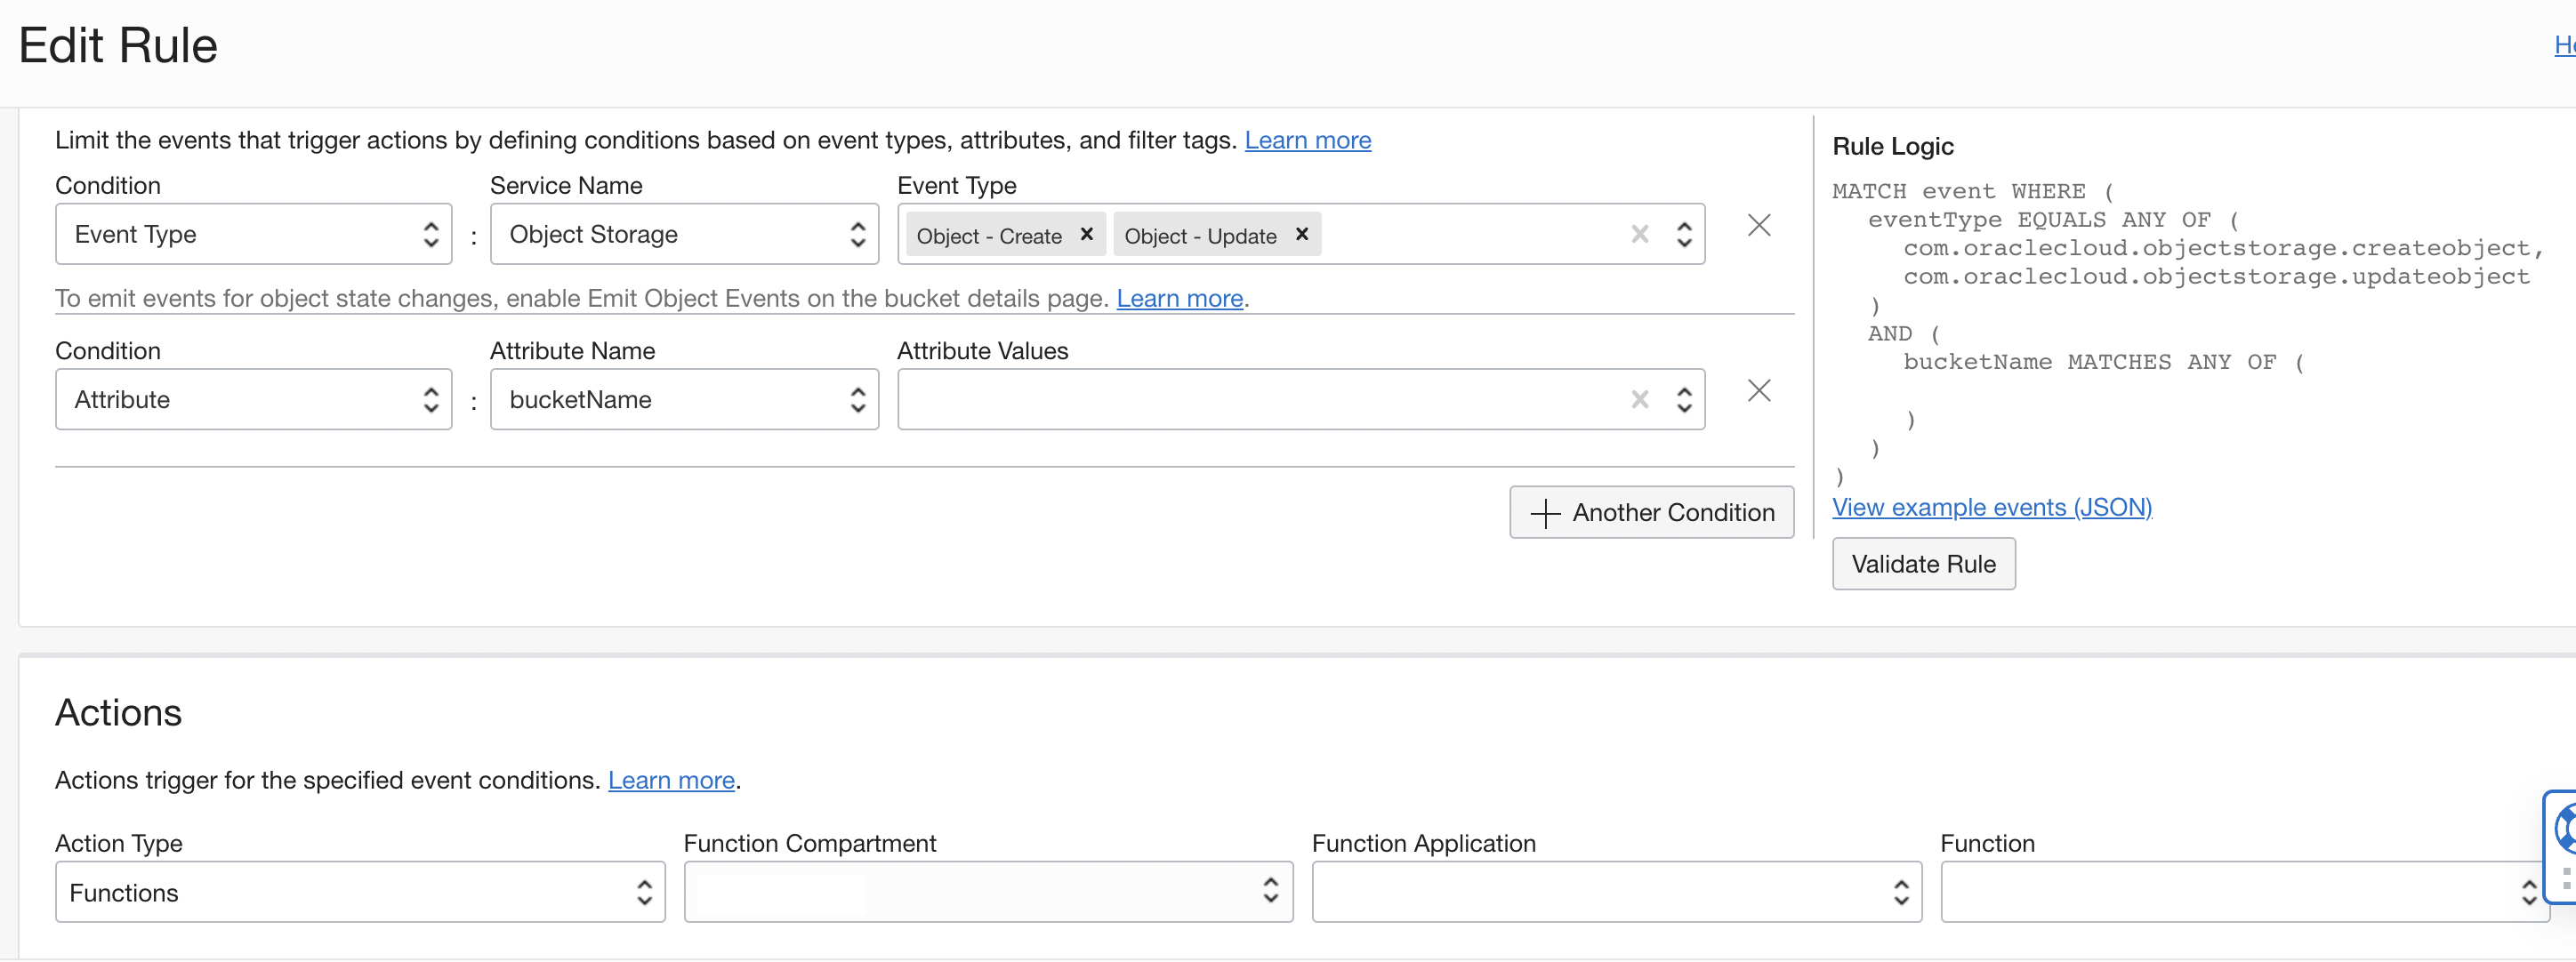 Edit Rule
Limit the events that trigger actions by defining conditions based on event types, attributes, and filter tags. Learn more
Condition
Service Name
Event Type
Event Type
:
Object Storage
Object - Create
Object - Update
To emit events for object state changes, enable Emit Object Events on the bucket details page. Learn more.
Condition
Attribute Name
Attribute Values
Attribute
:
bucketName
Another Condition
Rule Logic
MATCH event WHERE (
eventType EQUALS ANY OF (
com.oraclecloud.objectstorage.createobject,
com.oraclecloud.objectstorage.updateobject
)
AND (
bucketName MATCHES ANY OF (
)
)
)
View example events (JSON)
Validate Rule
Actions
Actions trigger for the specified event conditions. Learn more.
Action Type
Function Compartment
Function Application
Function
Functions